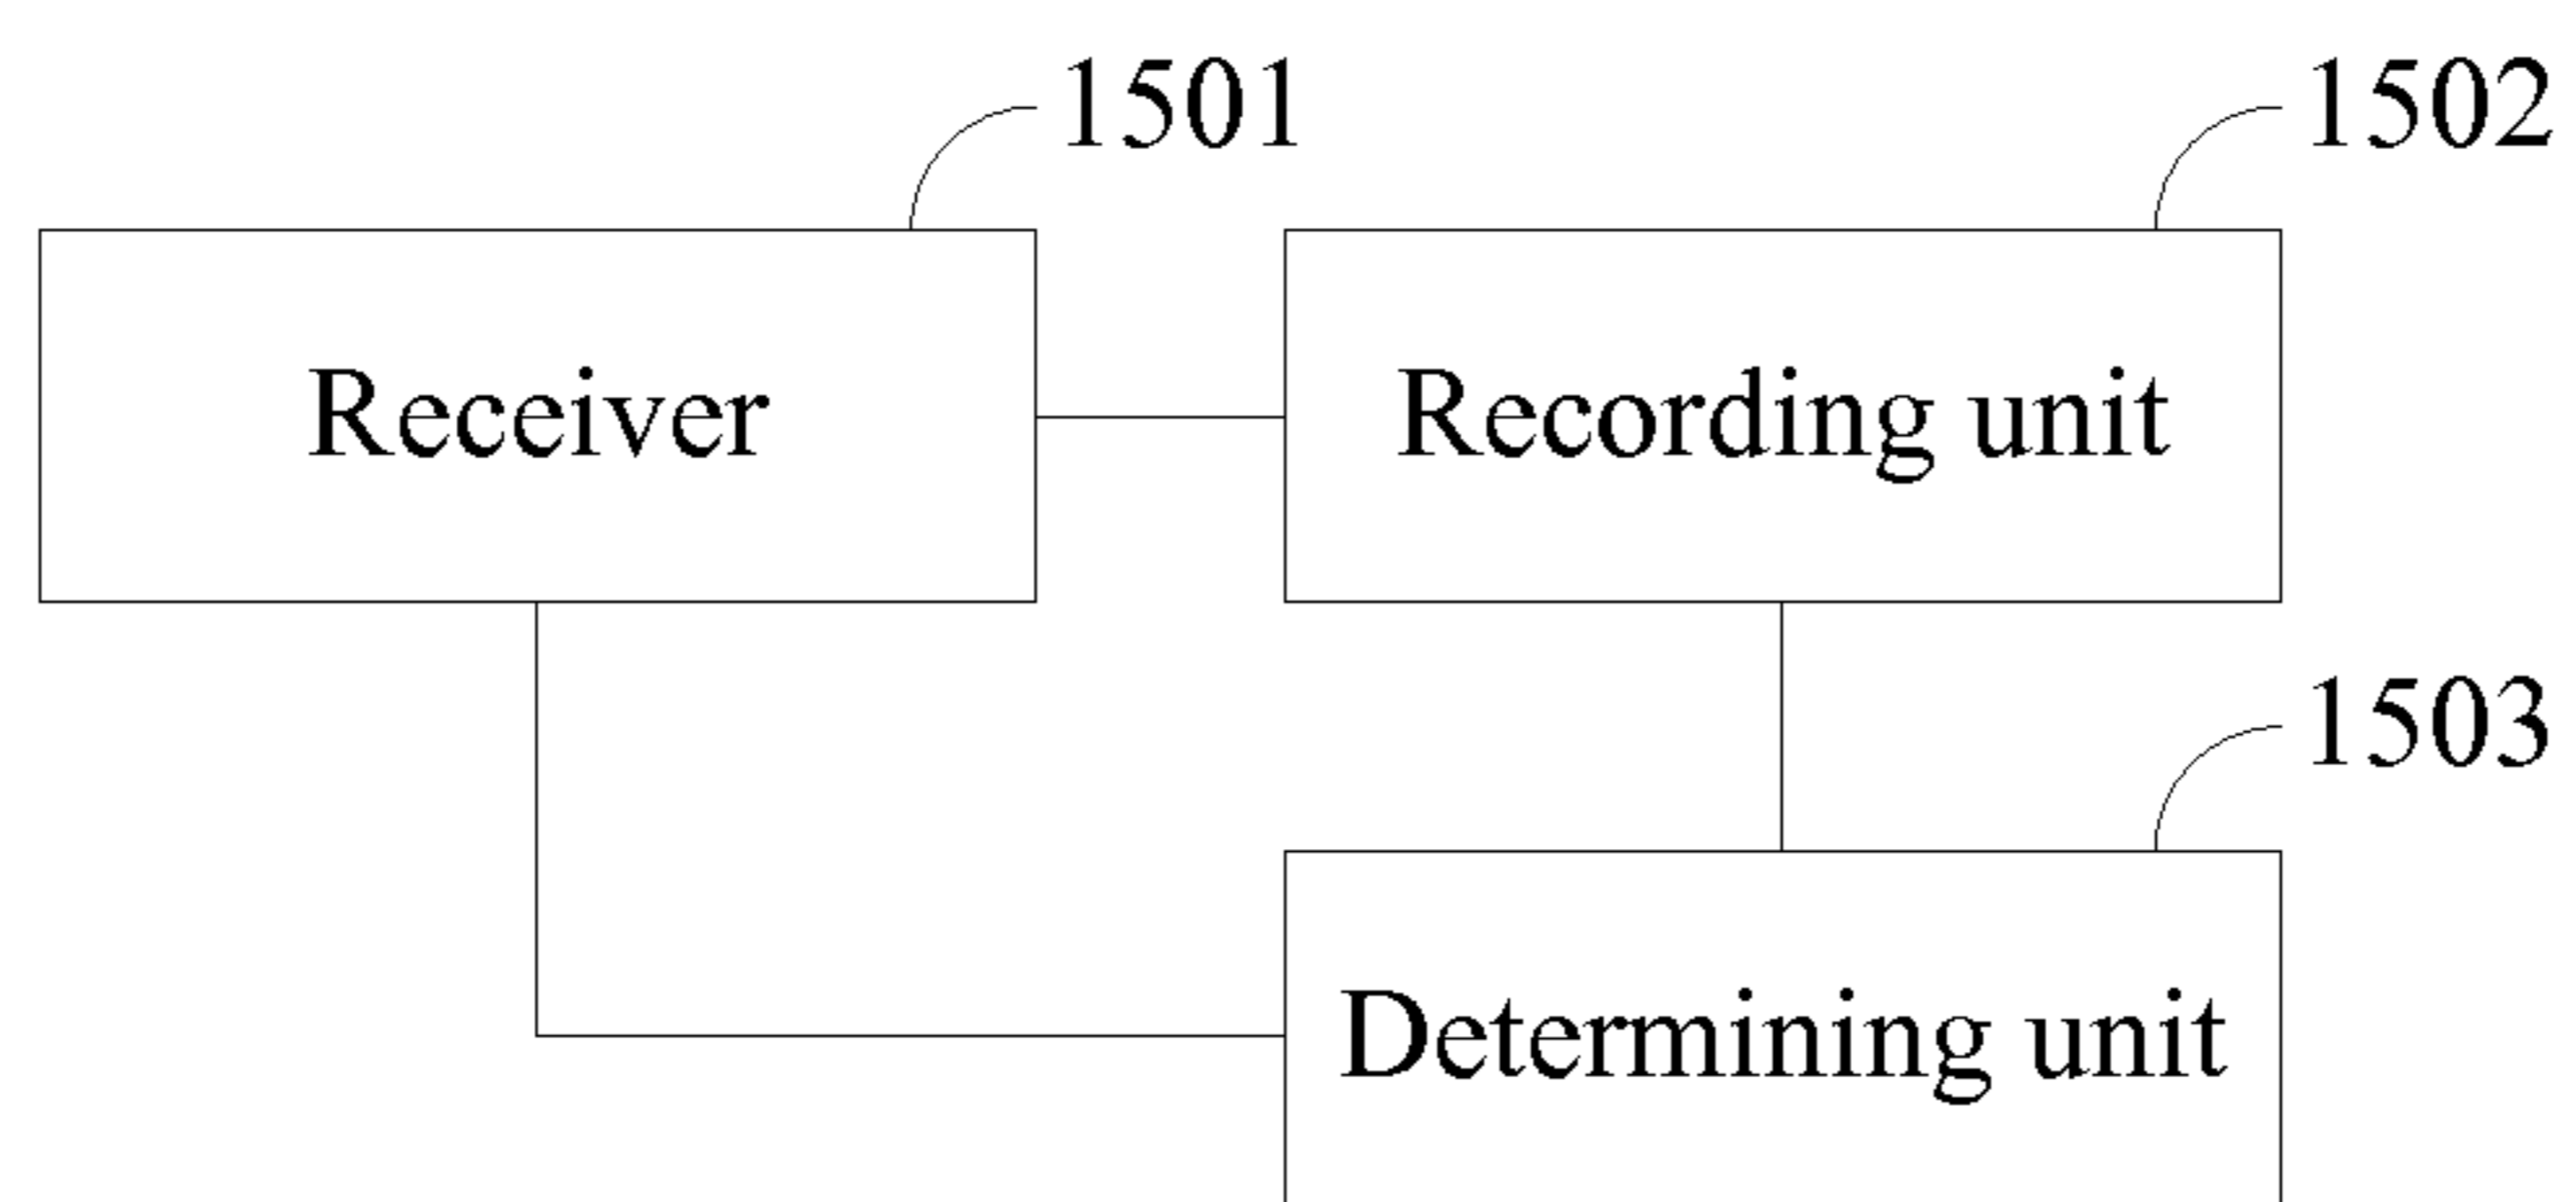 1501
1502
Receiver
Recording unit
1503
Determining unit